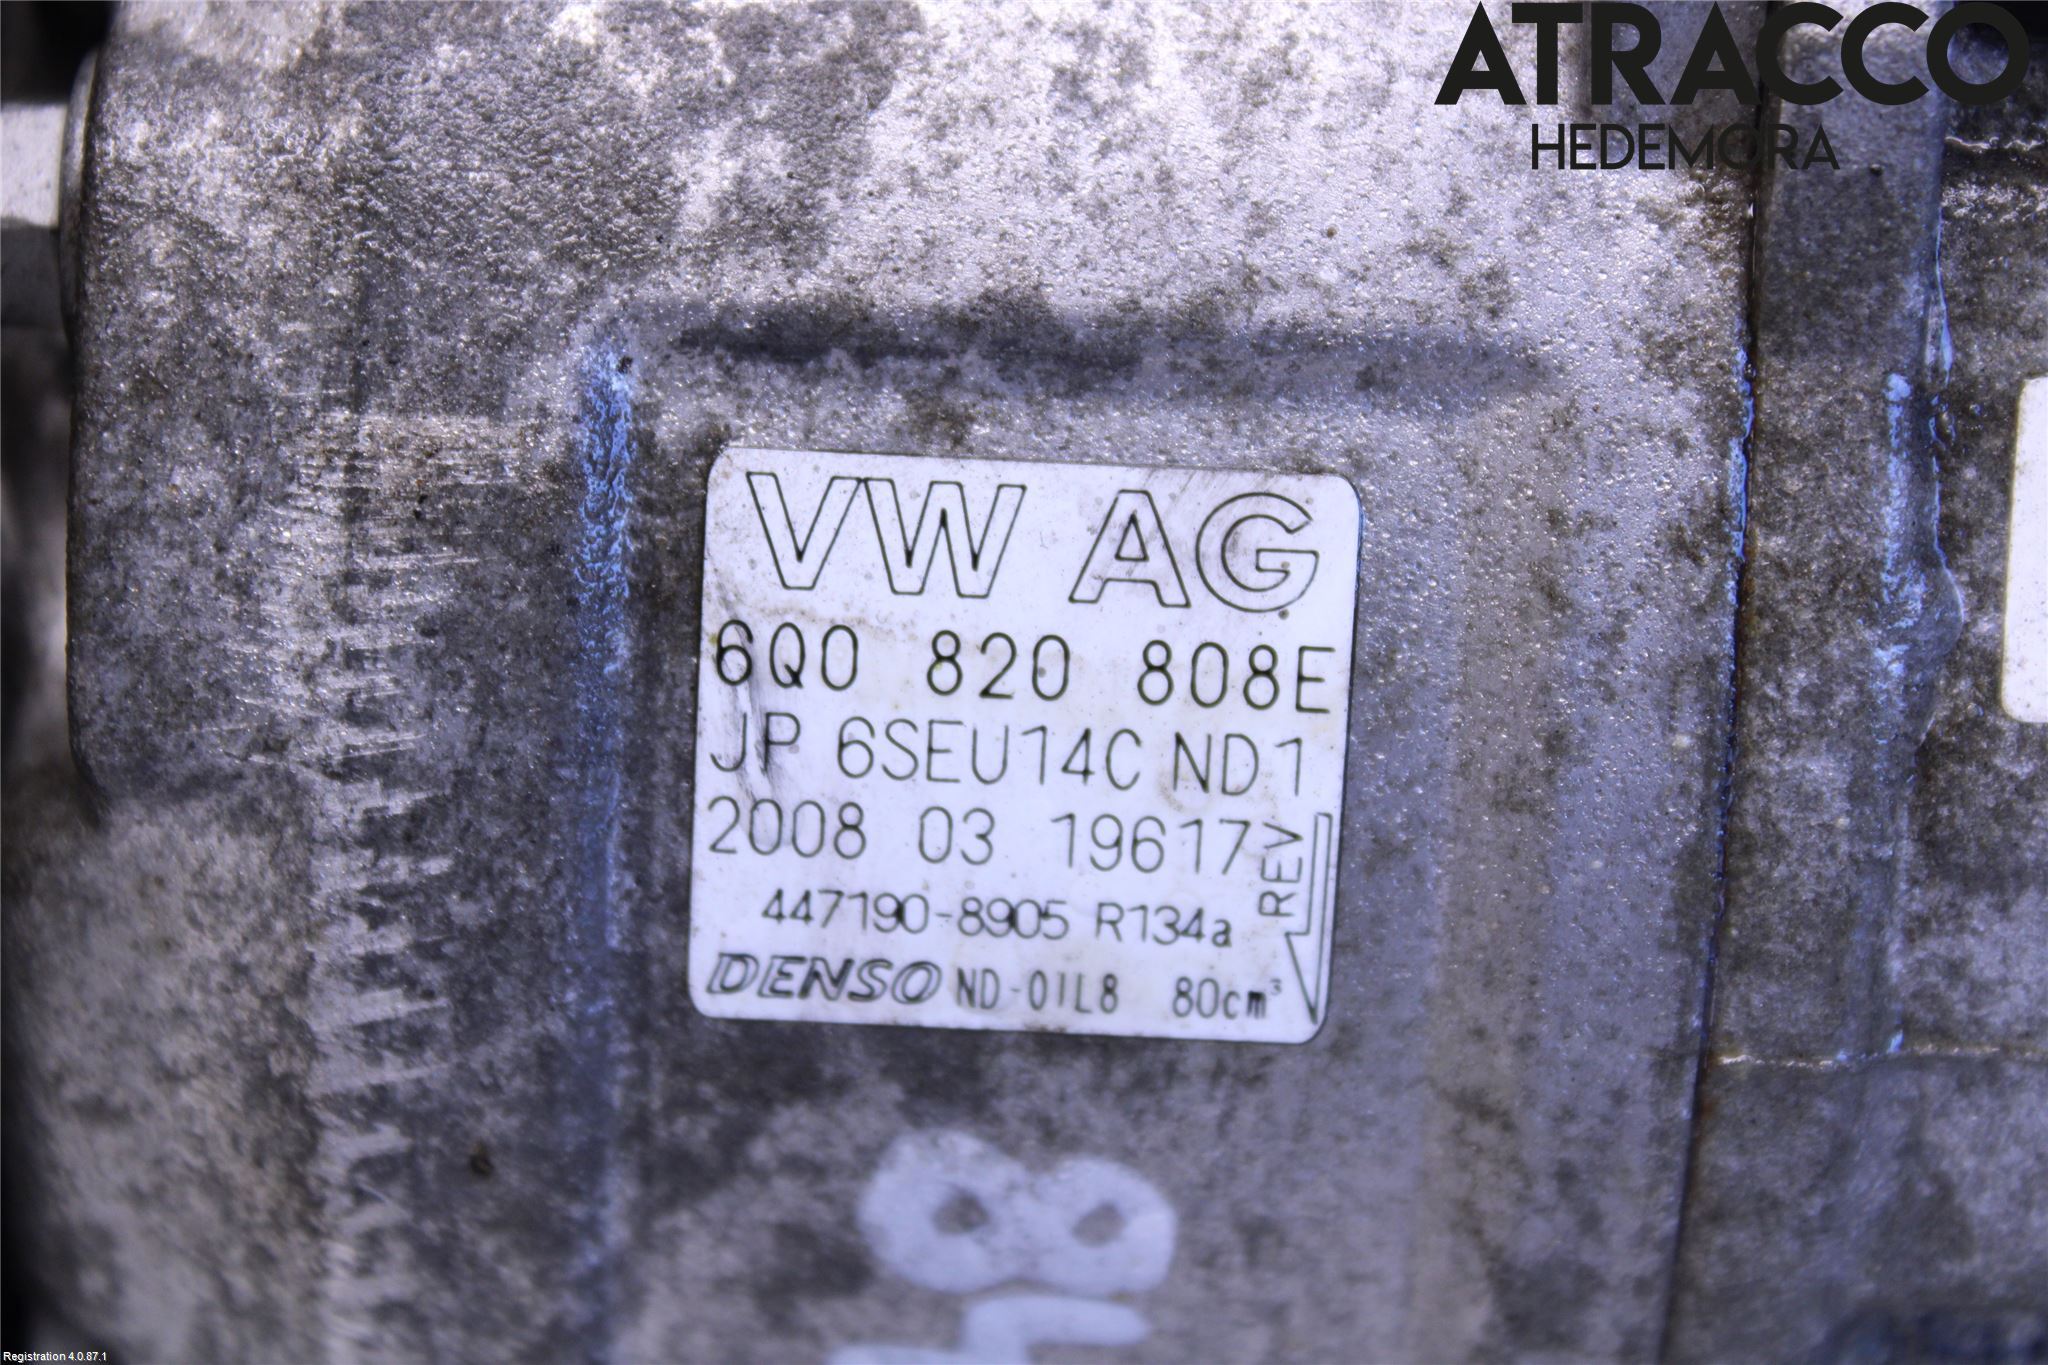 ATRACCO
HEDEMORA
VW AG
6Q0 820 808E
JP 6SEU14C ND1
2008 03 19617
REV
447190-8905 R134a
DENSO ND-OIL8 80cm³
Registration 4.0.87.1